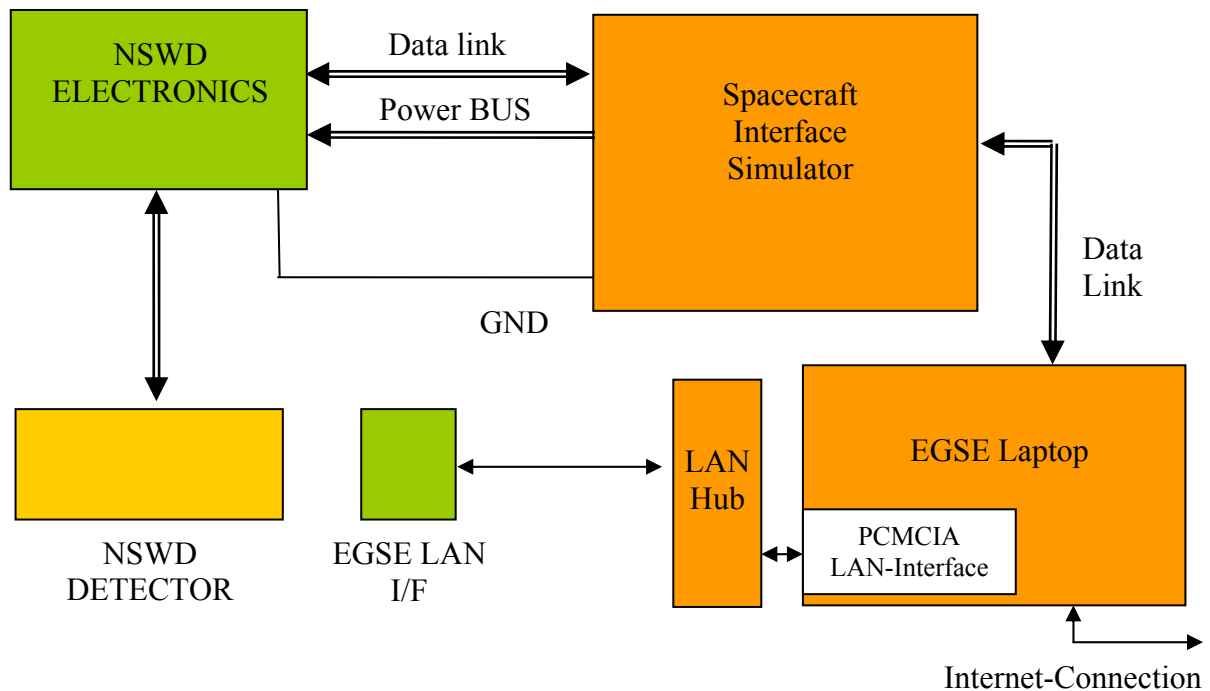 NSWD
ELECTRONICS
Data link
Power BUS
Spacecraft
Interface
Simulator
Data
Link
GND
NSWD
DETECTOR
EGSE LAN
I/F
LAN
Hub
EGSE Laptop
PCMCIA
LAN-Interface
Internet-Connection